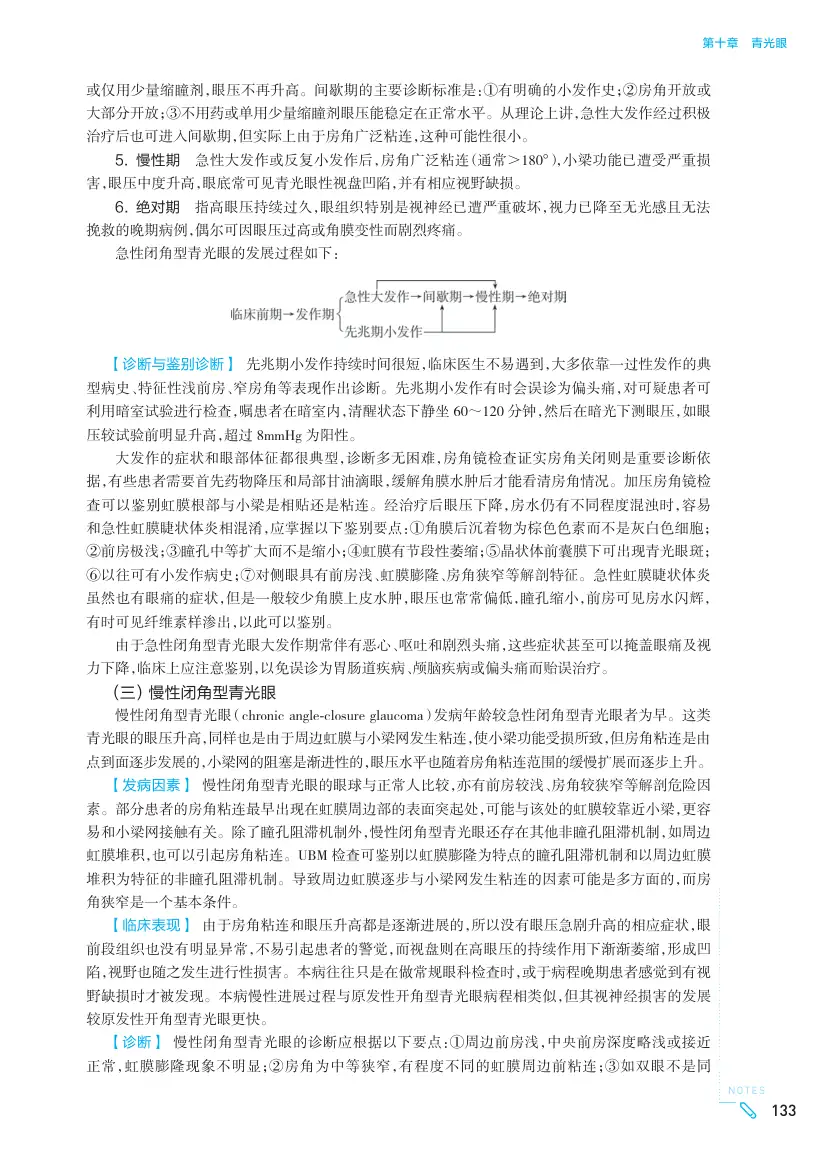 第十章 青光眼
或仅用少量缩瞳剂,眼压不再升高。间歇期的主要诊断标准是:①有明确的小发作史;②房角开放或
大部分开放;③不用药或单用少量缩瞳剂眼压能稳定在正常水平。从理论上讲,急性大发作经过积极
治疗后也可进入间歇期,但实际上由于房角广泛粘连,这种可能性很小。
5. 慢性期 急性大发作或反复小发作后,房角广泛粘连(通常>180°),小梁功能已遭受严重损
害,眼压中度升高,眼底常可见青光眼性视盘凹陷,并有相应视野缺损。
6. 绝对期 指高眼压持续过久,眼组织特别是视神经已遭严重破坏,视力已降至无光感且无法
挽救的晚期病例,偶尔可因眼压过高或角膜变性而剧烈疼痛。
急性闭角型青光眼的发展过程如下:
急性大发作→间歇期→慢性期→绝对期
临床前期→发作期
先兆期小发作
【诊断与鉴别诊断】 先兆期小发作持续时间很短,临床医生不易遇到,大多依靠一过性发作的典
型病史、特征性浅前房、窄房角等表现作出诊断。先兆期小发作有时会误诊为偏头痛,对可疑患者可
利用暗室试验进行检查,嘱患者在暗室内,清醒状态下静坐 60~120 分钟,然后在暗光下测眼压,如眼
压较试验前明显升高,超过 8mmHg 为阳性。
大发作的症状和眼部体征都很典型,诊断多无困难,房角镜检查证实房角关闭则是重要诊断依
据,有些患者需要首先药物降压和局部甘油滴眼,缓解角膜水肿后才能看清房角情况。加压房角镜检
查可以鉴别虹膜根部与小梁是相贴还是粘连。经治疗后眼压下降,房水仍有不同程度混浊时,容易
和急性虹膜睫状体炎相混淆,应掌握以下鉴别要点:①角膜后沉着物为棕色色素而不是灰白色细胞;
②前房极浅;③瞳孔中等扩大而不是缩小;④虹膜有节段性萎缩;⑤晶状体前囊膜下可出现青光眼斑;
⑥以往可有小发作病史;⑦对侧眼具有前房浅、虹膜膨隆、房角狭窄等解剖特征。急性虹膜睫状体炎
虽然也有眼痛的症状,但是一般较少角膜上皮水肿,眼压也常常偏低,瞳孔缩小,前房可见房水闪辉,
有时可见纤维素样渗出,以此可以鉴别。
由于急性闭角型青光眼大发作期常伴有恶心、呕吐和剧烈头痛,这些症状甚至可以掩盖眼痛及视
力下降,临床上应注意鉴别,以免误诊为胃肠道疾病、颅脑疾病或偏头痛而贻误治疗。
(三)慢性闭角型青光眼
慢性闭角型青光眼(chronic angle-closure glaucoma)发病年龄较急性闭角型青光眼者为早。这类
青光眼的眼压升高,同样也是由于周边虹膜与小梁网发生粘连,使小梁功能受损所致,但房角粘连是由
点到面逐步发展的,小梁网的阻塞是渐进性的,眼压水平也随着房角粘连范围的缓慢扩展而逐步上升。
【发病因素】 慢性闭角型青光眼的眼球与正常人比较,亦有前房较浅、房角较狭窄等解剖危险因
素。部分患者的房角粘连最早出现在虹膜周边部的表面突起处,可能与该处的虹膜较靠近小梁,更容
易和小梁网接触有关。除了瞳孔阻滞机制外,慢性闭角型青光眼还存在其他非瞳孔阻滞机制,如周边
虹膜堆积,也可以引起房角粘连。UBM 检查可鉴别以虹膜膨隆为特点的瞳孔阻滞机制和以周边虹膜
堆积为特征的非瞳孔阻滞机制。导致周边虹膜逐步与小梁网发生粘连的因素可能是多方面的,而房
角狭窄是一个基本条件。
【临床表现】 由于房角粘连和眼压升高都是逐渐进展的,所以没有眼压急剧升高的相应症状,眼
前段组织也没有明显异常,不易引起患者的警觉,而视盘则在高眼压的持续作用下渐渐萎缩,形成凹
陷,视野也随之发生进行性损害。本病往往只是在做常规眼科检查时,或于病程晚期患者感觉到有视
野缺损时才被发现。本病慢性进展过程与原发性开角型青光眼病程相类似,但其视神经损害的发展
较原发性开角型青光眼更快。
【诊断】 慢性闭角型青光眼的诊断应根据以下要点:①周边前房浅,中央前房深度略浅或接近
正常,虹膜膨隆现象不明显;②房角为中等狭窄,有程度不同的虹膜周边前粘连;③如双眼不是同
NOTES
133